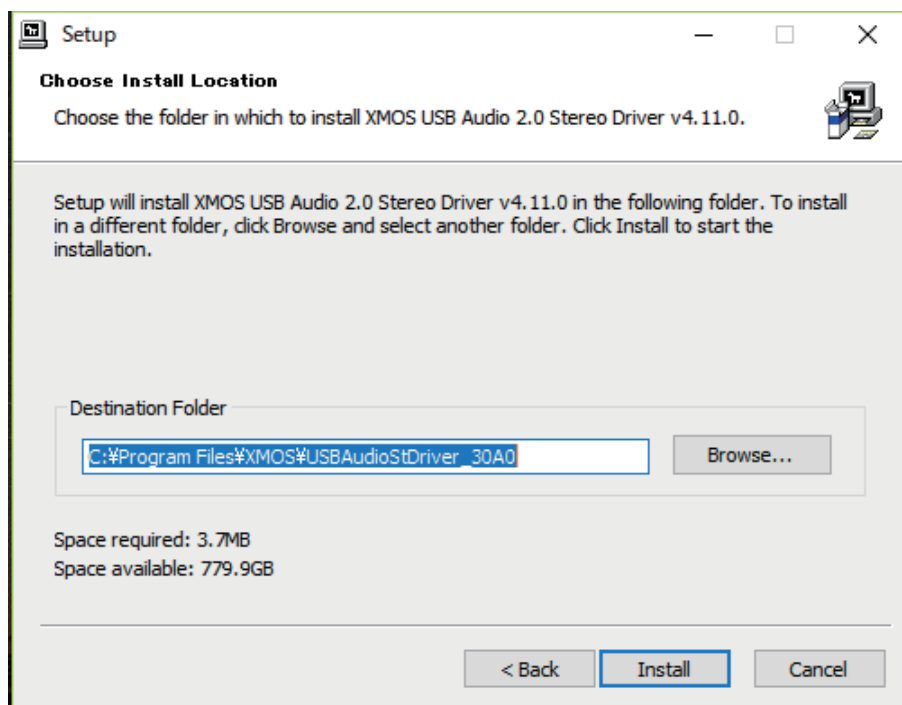 Setup
Choose Install Location
Choose the folder in which to install XMOS USB Audio 2.0 Stereo Driver v4.11.0.
Setup will install XMOS USB Audio 2.0 Stereo Driver v4.11.0 in the following folder. To install
in a different folder, click Browse and select another folder. Click Install to start the
installation.
Destination Folder
C:¥Program Files¥XMOS¥USBAudioStDriver_30A0
Browse...
Space required: 3.7MB
Space available: 779.9GB
< Back
Install
Cancel